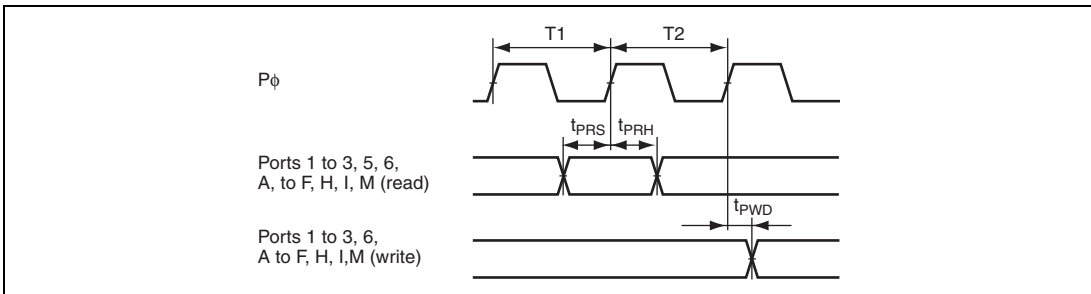 T1 T2
Pϕ
tPRS tPRH
Ports 1 to 3, 5, 6,
A, to F, H, I, M (read)
tPWD
Ports 1 to 3, 6,
A to F, H, I,M (write)